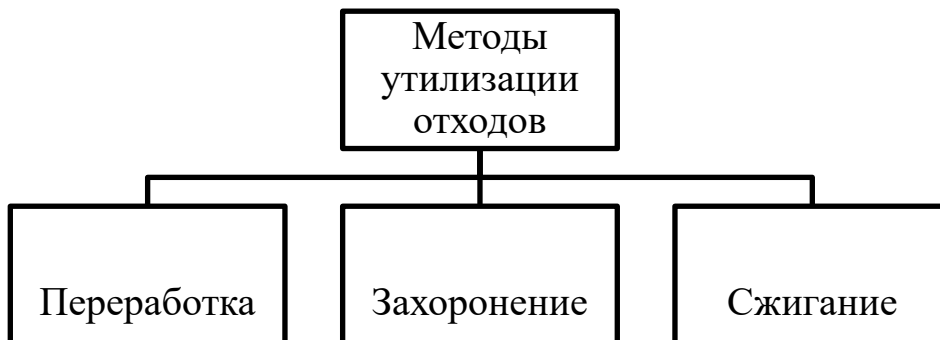 Методы
утилизации
отходов
Переработка
Захоронение
Сжигание